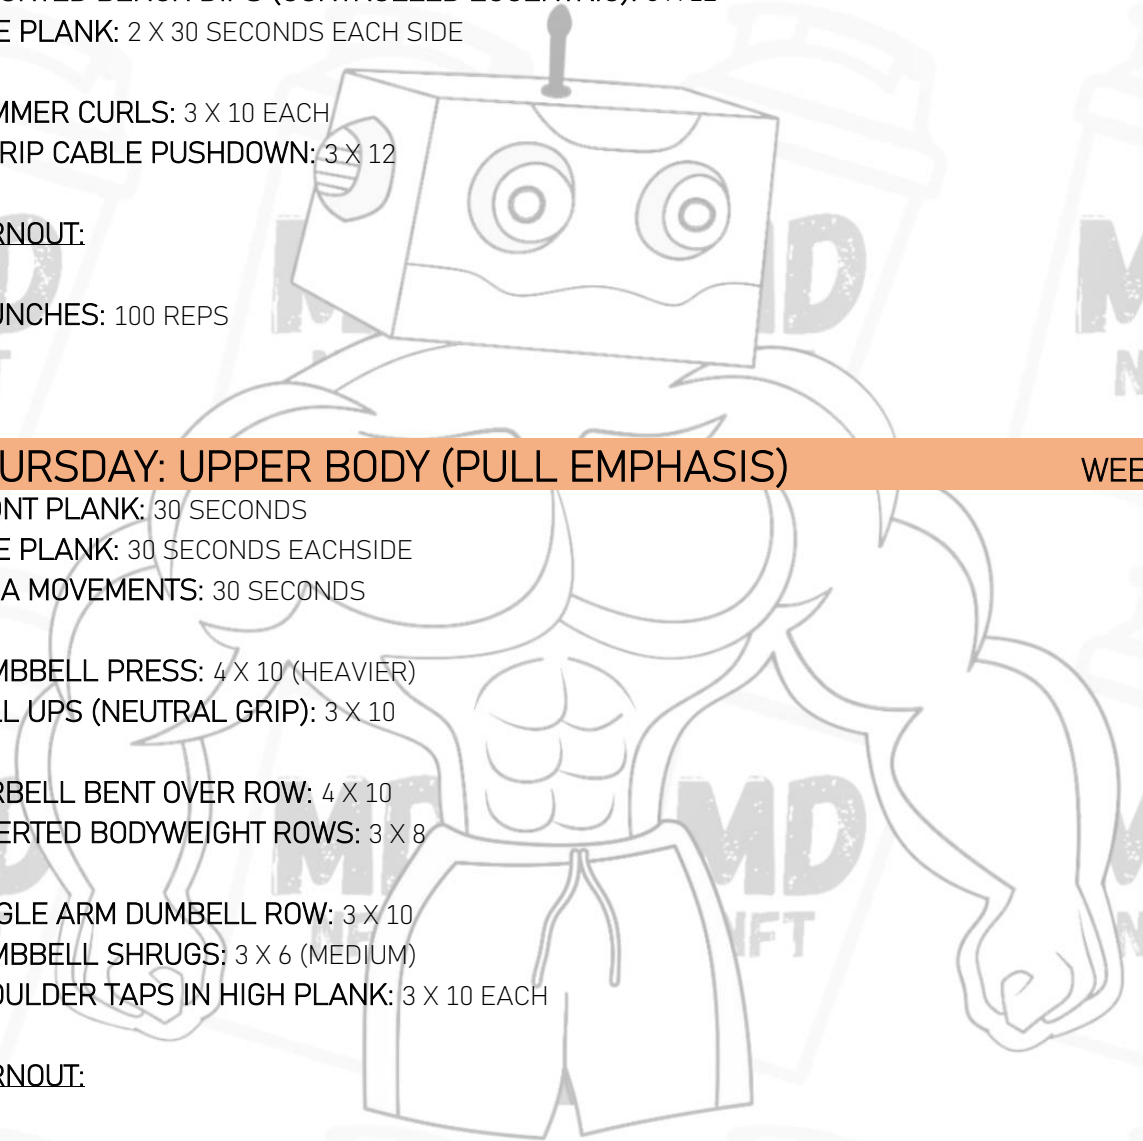 E PLANK: 2 X 30 SECONDS EACH SIDE
MMER CURLS: 3 X 10 EACH
RIP CABLE PUSHDOWN: 3 X 12
RNOUT:
UNCHES: 100 REPS
URSDAY: UPPER BODY (PULL EMPHASIS) WEE
ONT PLANK: 30 SECONDS
E PLANK: 30 SECONDS EACHSIDE
A MOVEMENTS: 30 SECONDS
MBBELL PRESS: 4 X 10 (HEAVIER)
LL UPS (NEUTRAL GRIP): 3 X 10
RBELL BENT OVER ROW: 4 X 10
ERTED BODYWEIGHT ROWS: 3 X 8
GLE ARM DUMBELL ROW: 3 X 10
MBBELL SHRUGS: 3 X 6 (MEDIUM)
OULDER TAPS IN HIGH PLANK: 3 X 10 EACH
RNOUT:
MD
NFT